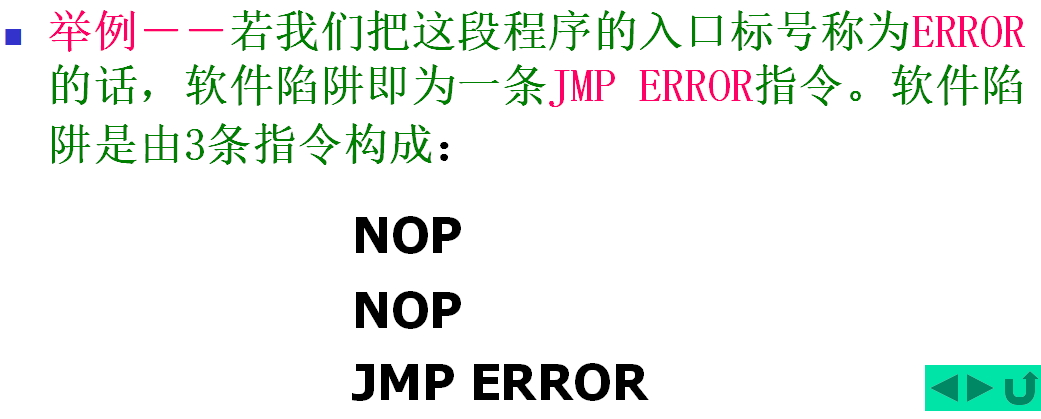 举例－－若我们把这段程序的入口标号称为ERROR
的话，软件陷阱即为一条JMP ERROR指令。软件陷
阱是由3条指令构成：
NOP
NOP
JMP ERROR